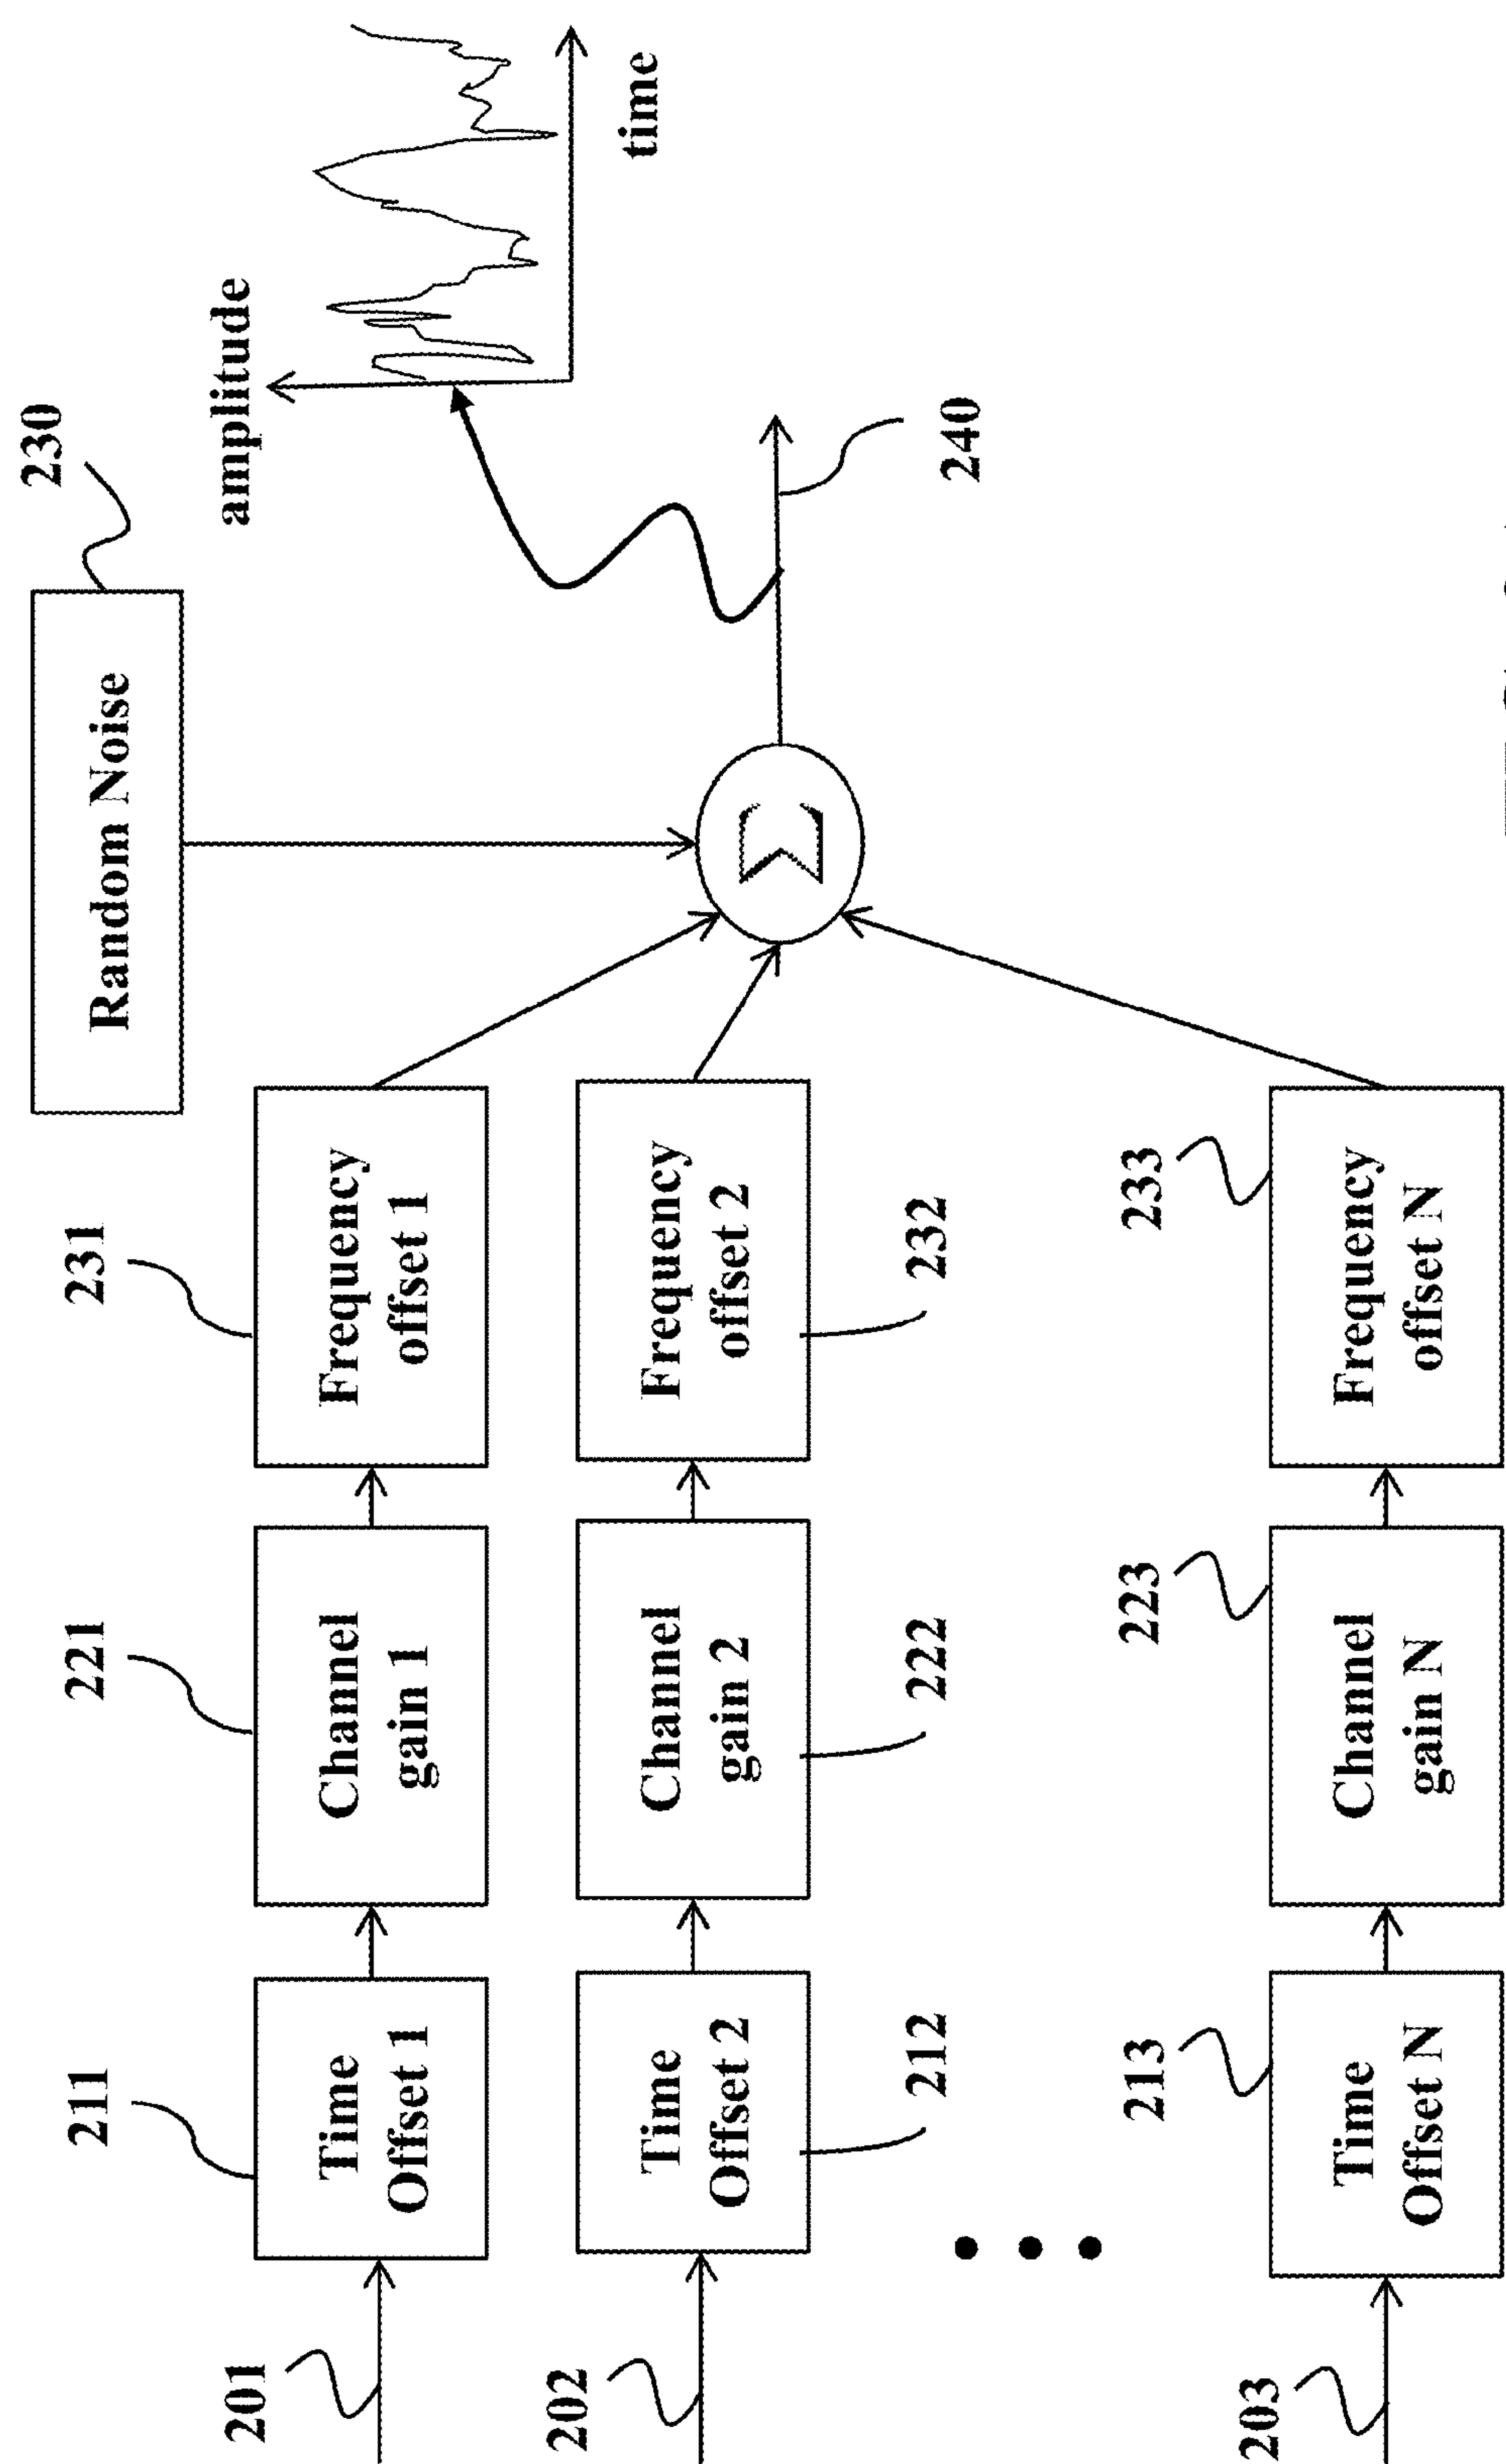 230
Random Noise
amplitude
time
231
Frequency
offset 1
221
Channel
gain 1
211
Time
Offset 1
201
Σ
240
Frequency
offset 2
232
Channel
gain 2
222
Time
Offset 2
212
202
233
Frequency
offset N
223
Channel
gain N
213
Time
Offset N
203